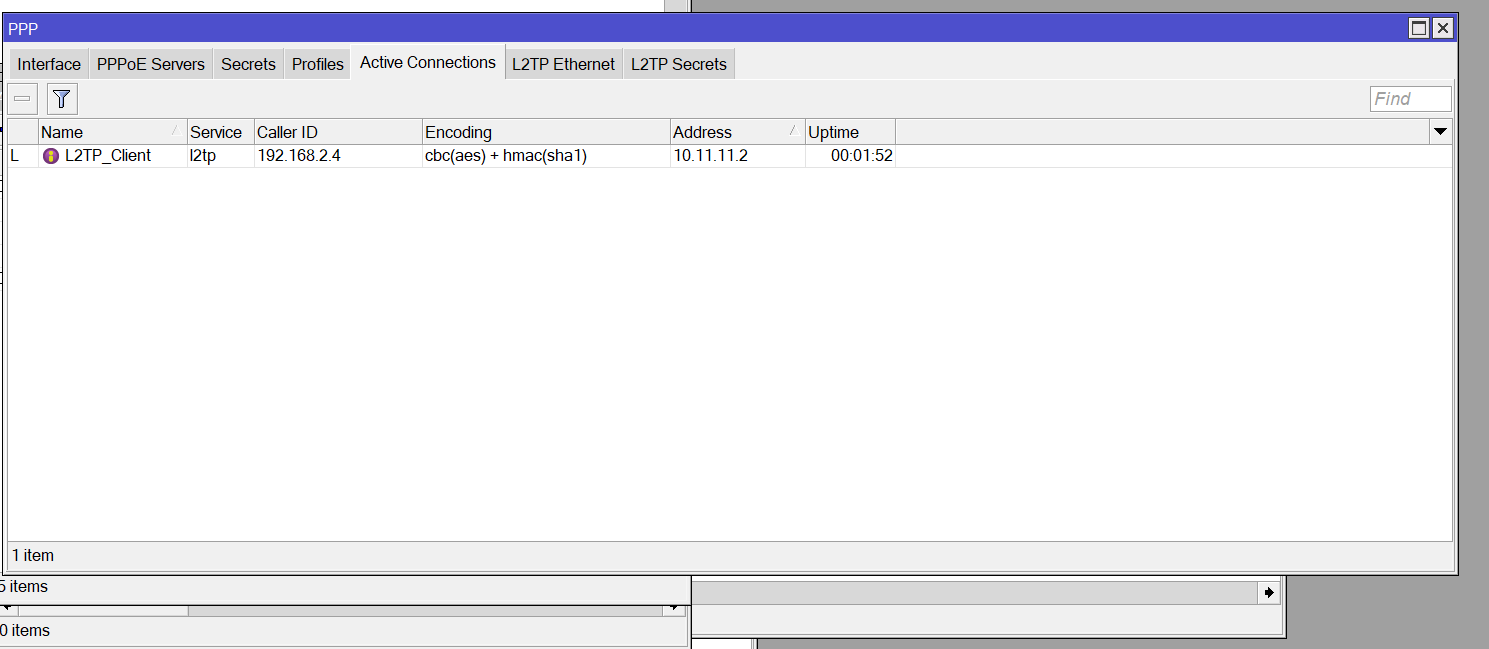 PPP
Interface PPPoE Servers Secrets Profiles Active Connections L2TP Ethernet L2TP Secrets
Find
Name Service Caller ID Encoding Address Uptime
L L2TP_Client l2tp 192.168.2.4 cbc(aes) + hmac(sha1) 10.11.11.2 00:01:52
1 item
5 items
0 items